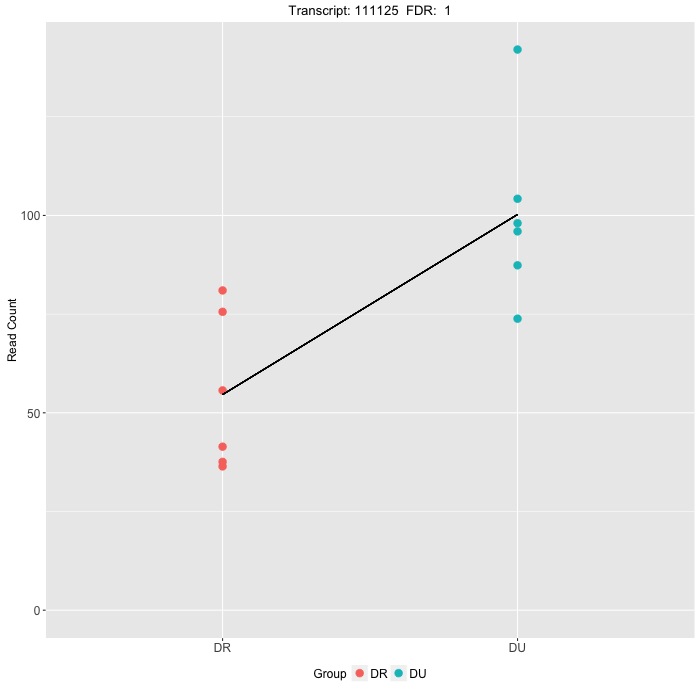 Transcript: 111125 FDR: 1
Read Count
100
50
0
DR DU
Group DR DU